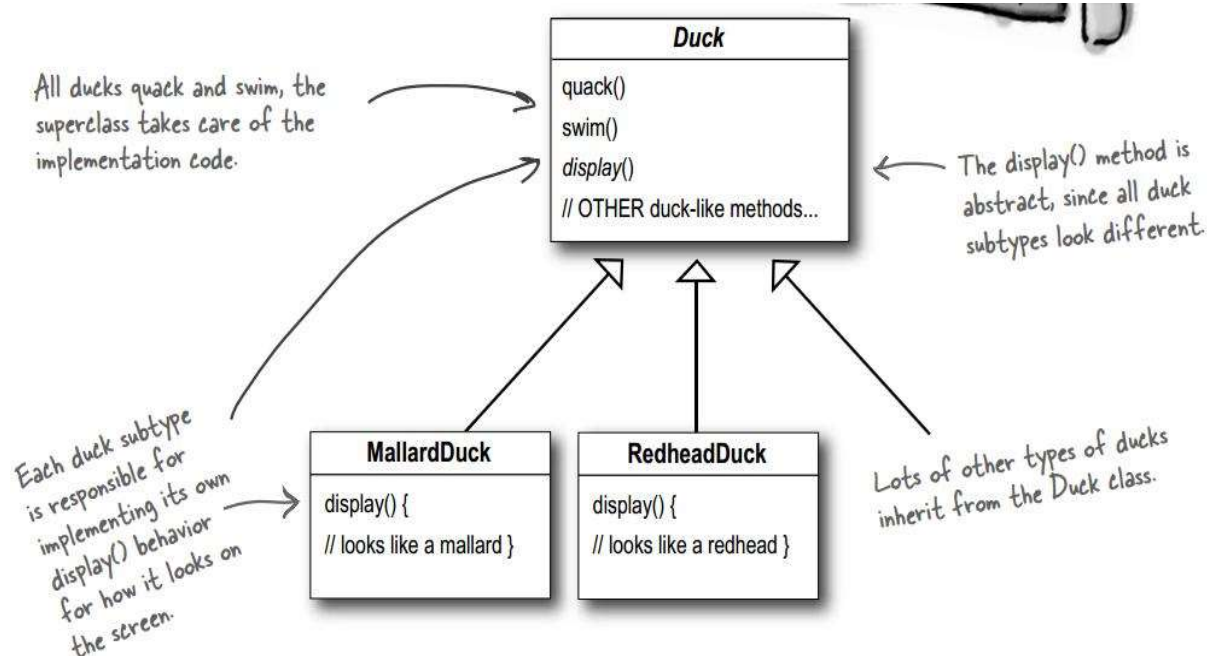 Duck
quack()
swim()
display()
// OTHER duck-like methods...
All ducks quack and swim, the
superclass takes care of the
implementation code.
The display() method is
abstract, since all duck
subtypes look different.
Each duck subtype
is responsible for
implementing its own
display() behavior
for how it looks on
the screen.
MallardDuck
display() {
// looks like a mallard }
RedheadDuck
display() {
// looks like a redhead }
Lots of other types of ducks
inherit from the Duck class.